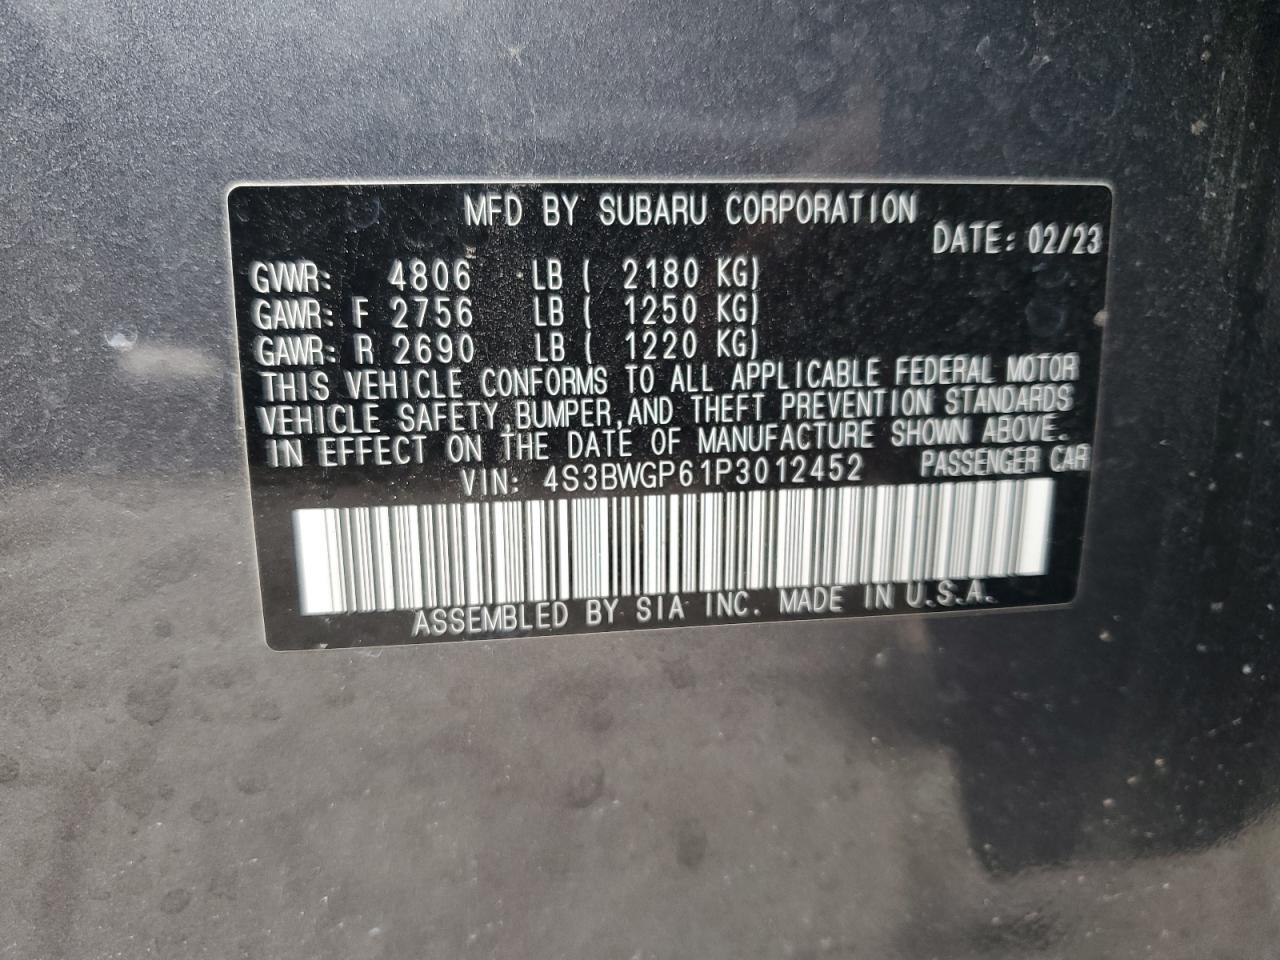 MFD BY SUBARU CORPORATION
DATE: 02/23
GVWR: 4806 LB ( 2180 KG)
GAWR: F 2756 LB ( 1250 KG)
GAWR: R 2690 LB ( 1220 KG)
THIS VEHICLE CONFORMS TO ALL APPLICABLE FEDERAL MOTOR
VEHICLE SAFETY,BUMPER,AND THEFT PREVENTION STANDARDS
IN EFFECT ON THE DATE OF MANUFACTURE SHOWN ABOVE.
VIN: 4S3BWGP61P3012452 PASSENGER CAR
ASSEMBLED BY SIA INC. MADE IN U.S.A.